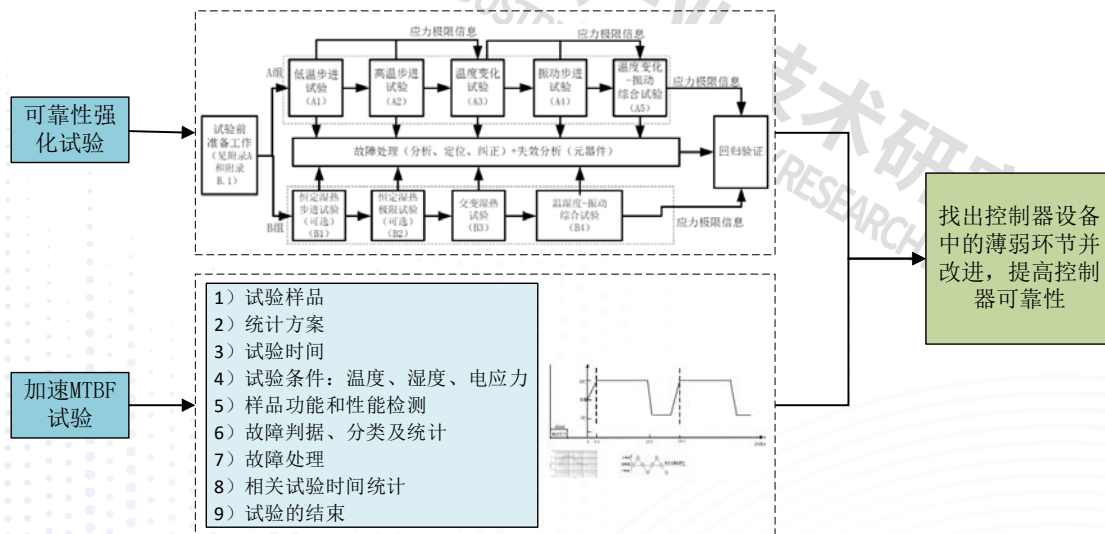 应力极限信息
应力极限信息
A组
低温步进
试验
(A1)
高温步进
试验
(A2)
温度变化
试验
(A3)
振动步进
试验
(A4)
温度变化
-振动
综合试验
(A5)
应力极限信息
可靠性强
化试验
试验前
准备工作
(见附录A
和附录
B.1)
故障处理(分析、定位、纠正)+失效分析(元器件)
回归验证
B组
恒定湿热
步进试验
(可选)
(B1)
恒定湿热
极限试验
(可选)
(B2)
交变湿热
试验
(B3)
温湿度-振动
综合试验
(B4)
应力极限信息
技术研
RESEARCH
找出控制器设备
中的薄弱环节并
改进，提高控制
器可靠性
加速MTBF
试验
1）试验样品
2）统计方案
3）试验时间
4）试验条件：温度、湿度、电应力
5）样品功能和性能检测
6）故障判据、分类及统计
7）故障处理
8）相关试验时间统计
9）试验的结束